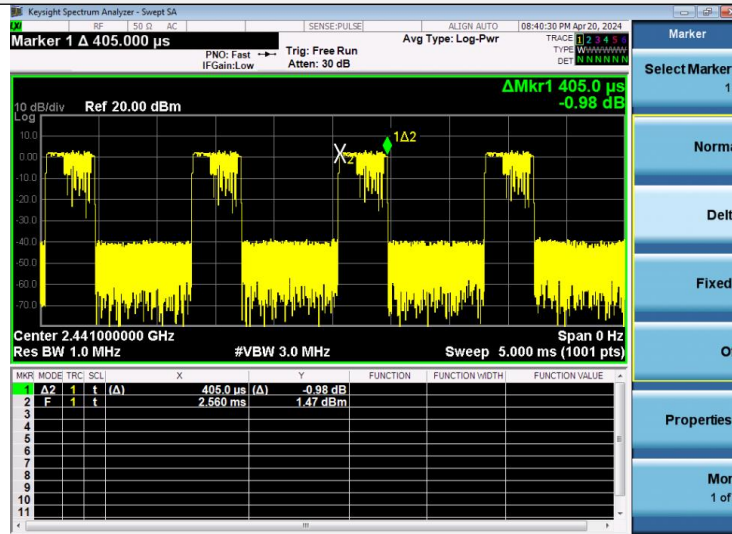 Keysight Spectrum Analyzer - Swept SA
RF 50 Ω AC SENSE:PULSE ALIGN AUTO 08:40:30 PM Apr 20, 2024
Marker 1 Δ 405.000 µs
PNO: Fast Trig: Free Run Avg Type: Log-Pwr TRACE 1 2 3 4 5 6
IFGain:Low Atten: 30 dB TYPE W
DET N N N N N N
ΔMkr1 405.0 µs
-0.98 dB
10 dB/div Ref 20.00 dBm
Log
10.0
0.00
-10.0
-20.0
-30.0
-40.0
-50.0
-60.0
-70.0
X2
1Δ2
Center 2.441000000 GHz Span 0 Hz
Res BW 1.0 MHz #VBW 3.0 MHz Sweep 5.000 ms (1001 pts)
MKR MODE TRC SCL X Y FUNCTION FUNCTION WIDTH FUNCTION VALUE
1 Δ2 1 t (Δ) 405.0 µs (Δ) -0.98 dB
2 F 1 t 2.560 ms 1.47 dBm
3
4
5
6
7
8
9
10
11
Marker
Select Marker
1
Norma
Delt
Fixed
O
Properties
Mor
1 of